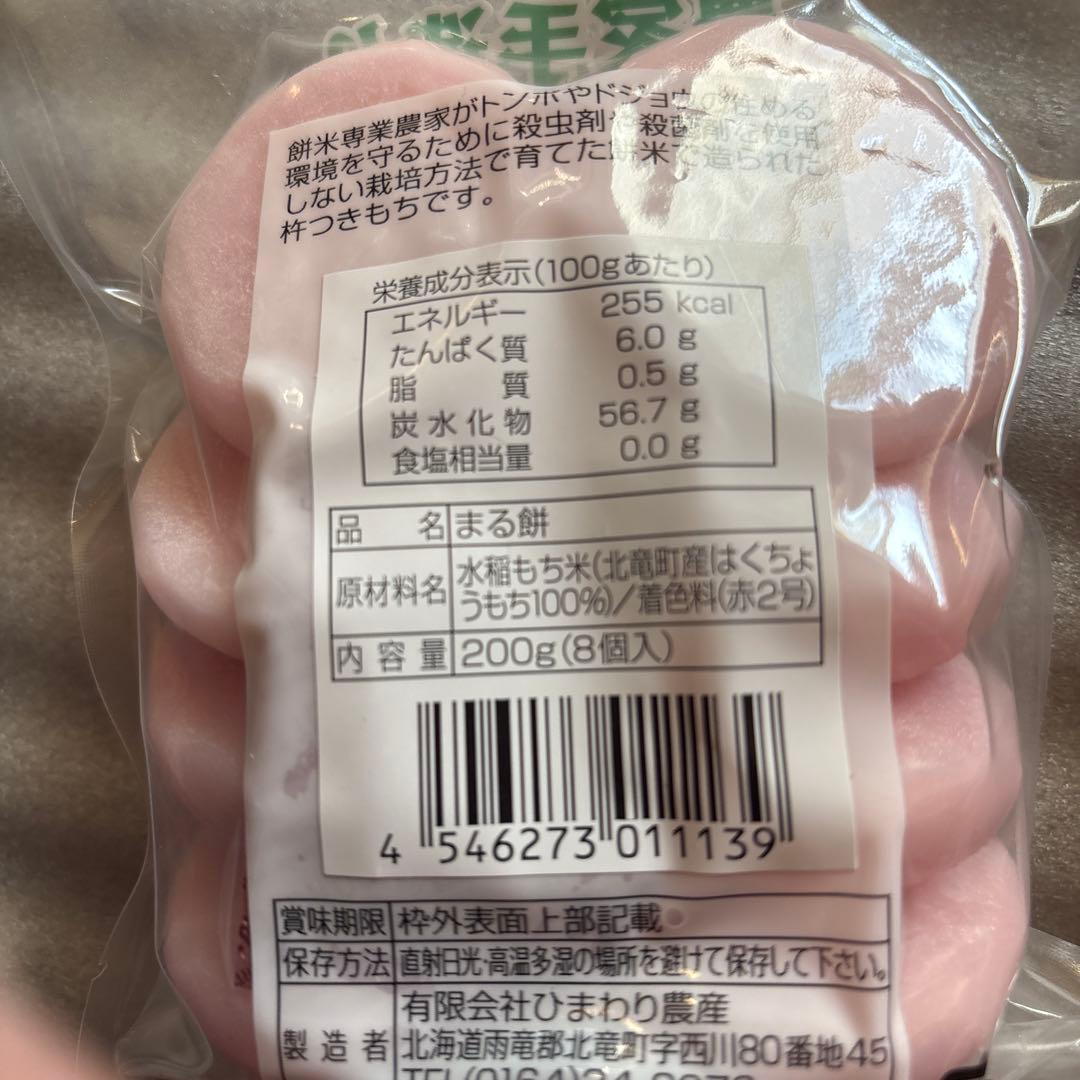 餅米専業農家がトンボやドジョウの住める
環境を守るために殺虫剤や殺菌剤を使用
しない栽培方法で育てた餅米で造られた
杵つきもちです。
栄養成分表示(100gあたり)
エネルギー 255 kcal
たんぱく質 6.0 g
脂質 0.5 g
炭水化物 56.7 g
食塩相当量 0.0 g
品名 まる餅
原材料名 水稲もち米(北竜町産はくちょ
うもち100%)/着色料(赤2号)
内容量 200g(8個入)
4 546273 011139
賞味期限 枠外表面上部記載
保存方法 直射日光・高温多湿の場所を避けて保存して下さい。
製造者 有限会社ひまわり農産
北海道雨竜郡北竜町字西川80番地45